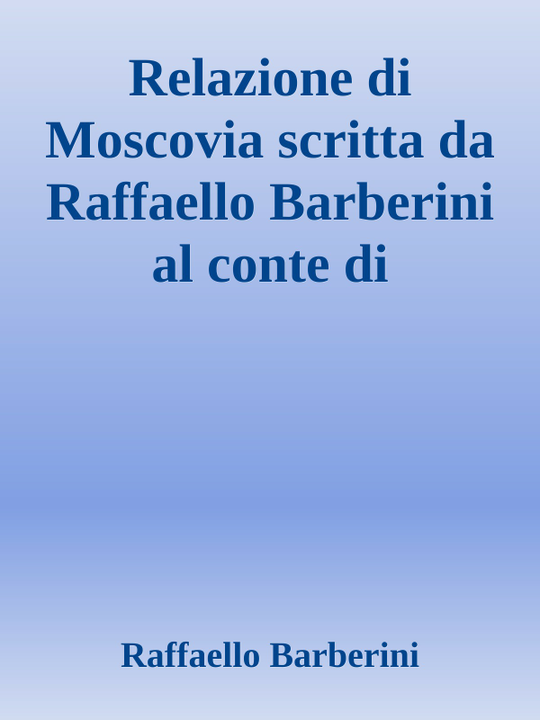 Relazione di
Moscovia scritta da
Raffaello Barberini
al conte di
Raffaello Barberini